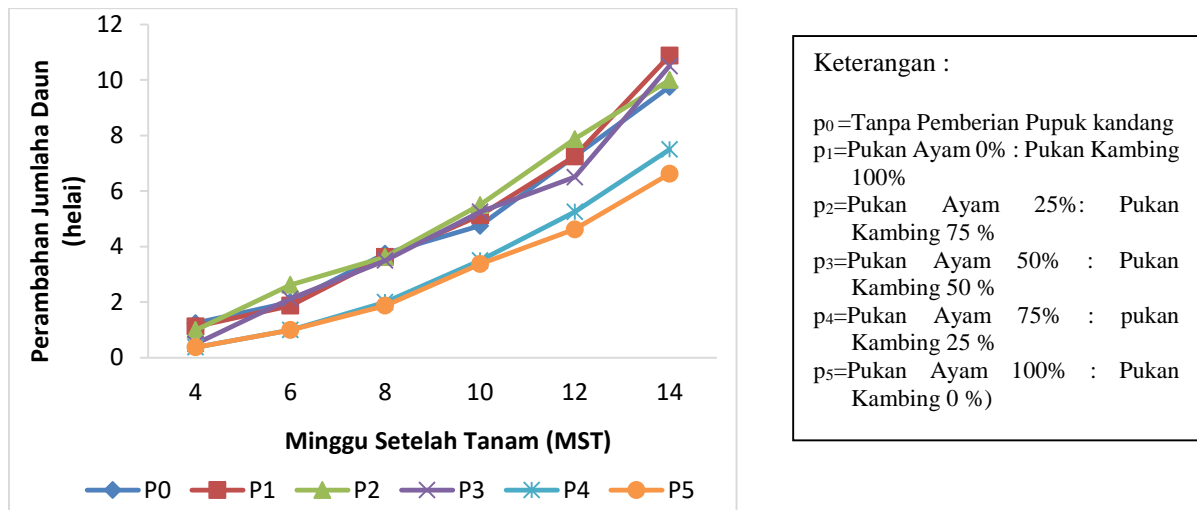 Perambahan Jumlaha Daun
(helai)
12
10
8
6
4
2
0
4 6 8 10 12 14
Minggu Setelah Tanam (MST)
P0 P1 P2 P3 P4 P5
Keterangan :
p0 =Tanpa Pemberian Pupuk kandang
p1=Pukan Ayam 0% : Pukan Kambing
100%
p2=Pukan Ayam 25%: Pukan
Kambing 75 %
p3=Pukan Ayam 50% : Pukan
Kambing 50 %
p4=Pukan Ayam 75% : pukan
Kambing 25 %
p5=Pukan Ayam 100% : Pukan
Kambing 0 %)